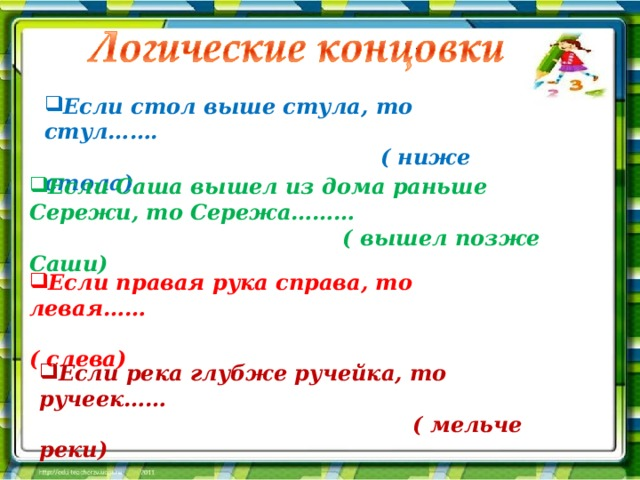 Логические концовки
Если стол выше стула, то
стул…….
( ниже
стола)
Если Саша вышел из дома раньше
Сережи, то Сережа………
( вышел позже
Саши)
Если правая рука справа, то
левая……
( слева)
Если река глубже ручейка, то
ручеек……
( мельче
реки)